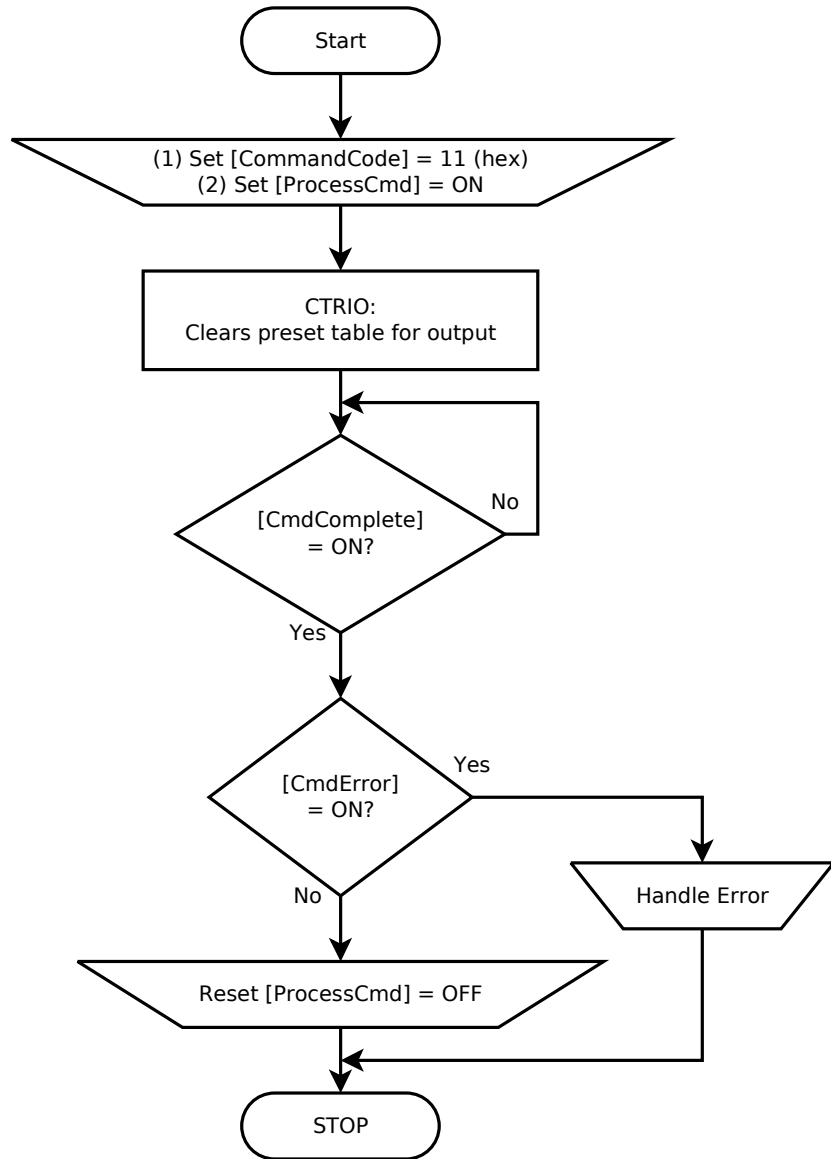 Start
(1) Set [CommandCode] = 11 (hex)
(2) Set [ProcessCmd] = ON
CTRIO:
Clears preset table for output
[CmdComplete]
= ON?
No
Yes
[CmdError]
= ON?
Yes
No
Handle Error
Reset [ProcessCmd] = OFF
STOP